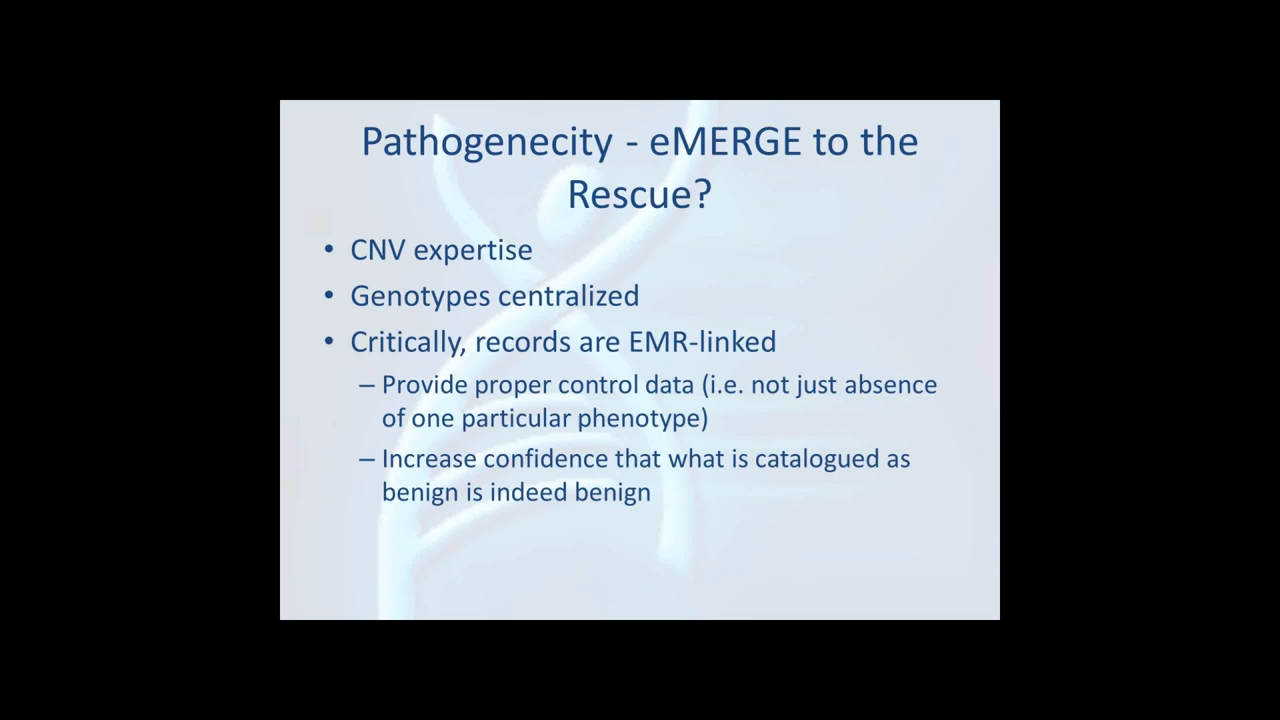 Pathogenecity - eMERGE to the
Rescue?
• CNV expertise
• Genotypes centralized
• Critically, records are EMR-linked
– Provide proper control data (i.e. not just absence
of one particular phenotype)
– Increase confidence that what is catalogued as
benign is indeed benign